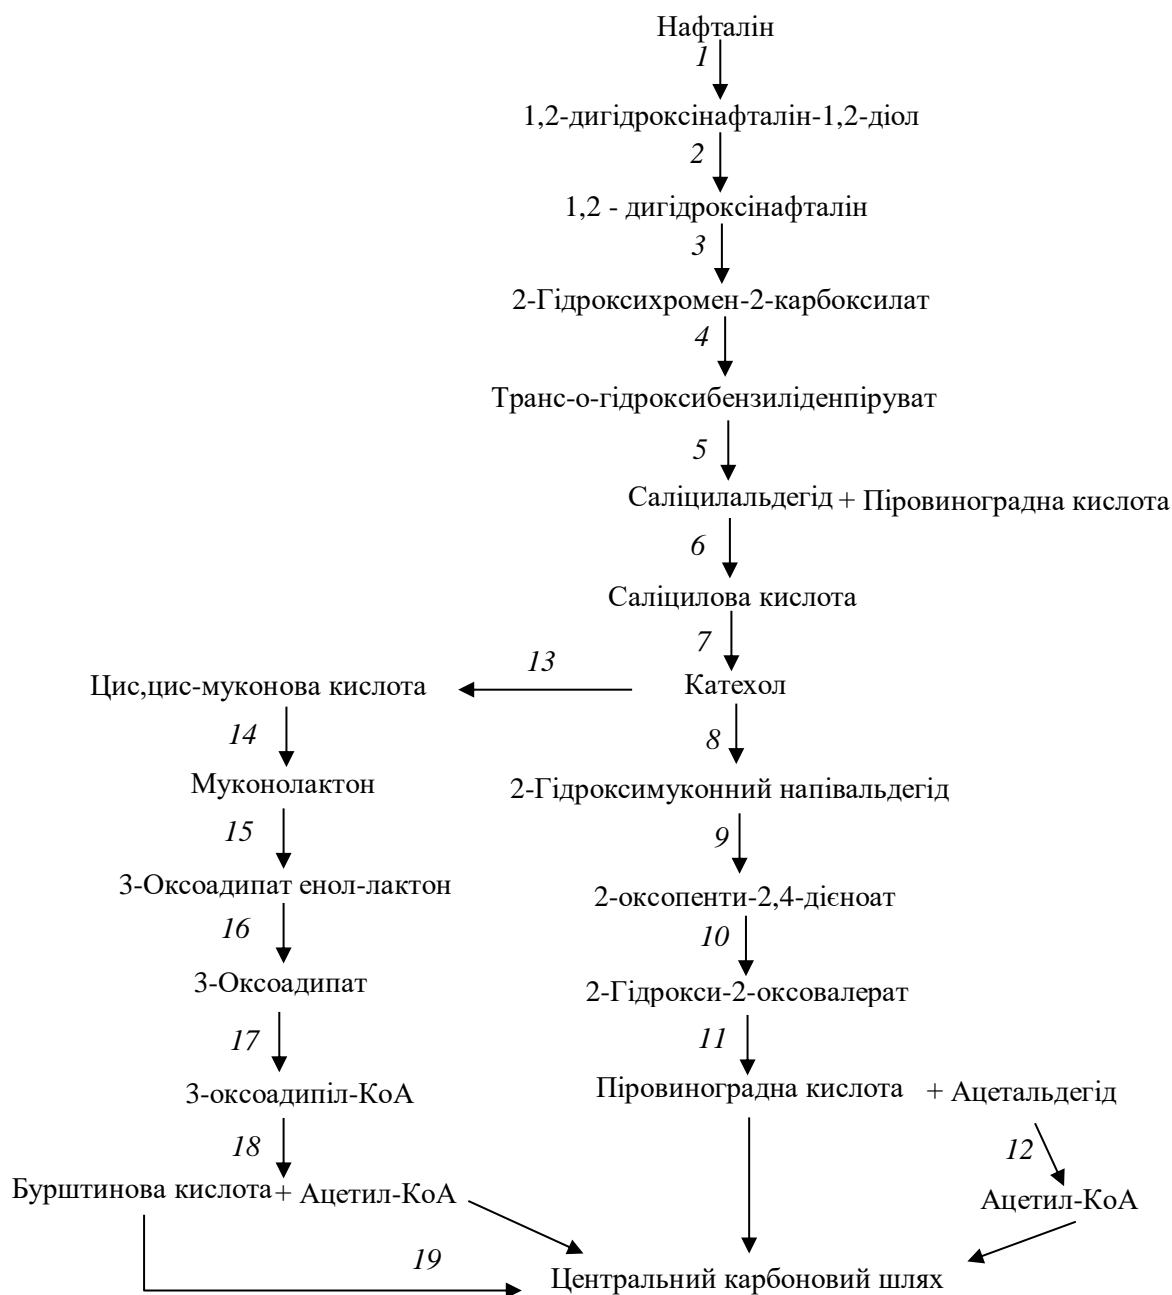 Нафталін
1
1,2-дигідроксінафталін-1,2-діол
2
1,2 - дигідроксінафталін
3
2-Гідроксихромен-2-карбоксилат
4
Транс-о-гідроксибензиліденпіруват
5
Саліцилальдегід + Піровиноградна кислота
6
Саліцилова кислота
7
13
Цис,цис-муконова кислота
Катехол
14
8
Муконолактон
2-Гідроксимуконний напівальдегід
15
9
3-Оксоадипат енол-лактон
2-оксопенти-2,4-дієноат
16
10
3-Оксоадипат
2-Гідрокси-2-оксовалерат
17
11
3-оксоадипіл-КоА
Піровиноградна кислота + Ацетальдегід
18
12
Бурштинова кислота + Ацетил-КоА
Ацетил-КоА
19
Центральний карбоновий шлях